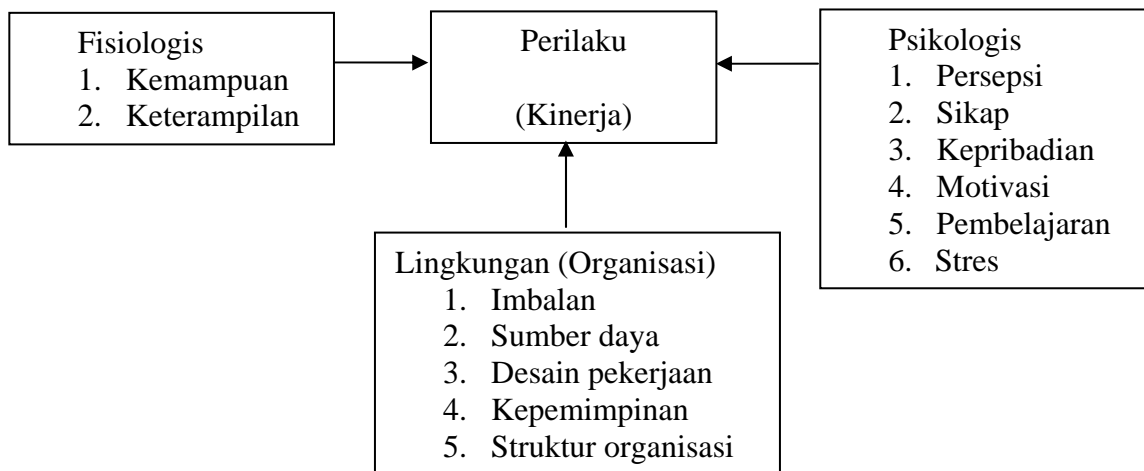 Fisiologis
1. Kemampuan
2. Keterampilan
Perilaku
(Kinerja)
Psikologis
1. Persepsi
2. Sikap
3. Kepribadian
4. Motivasi
5. Pembelajaran
6. Stres
Lingkungan (Organisasi)
1. Imbalan
2. Sumber daya
3. Desain pekerjaan
4. Kepemimpinan
5. Struktur organisasi